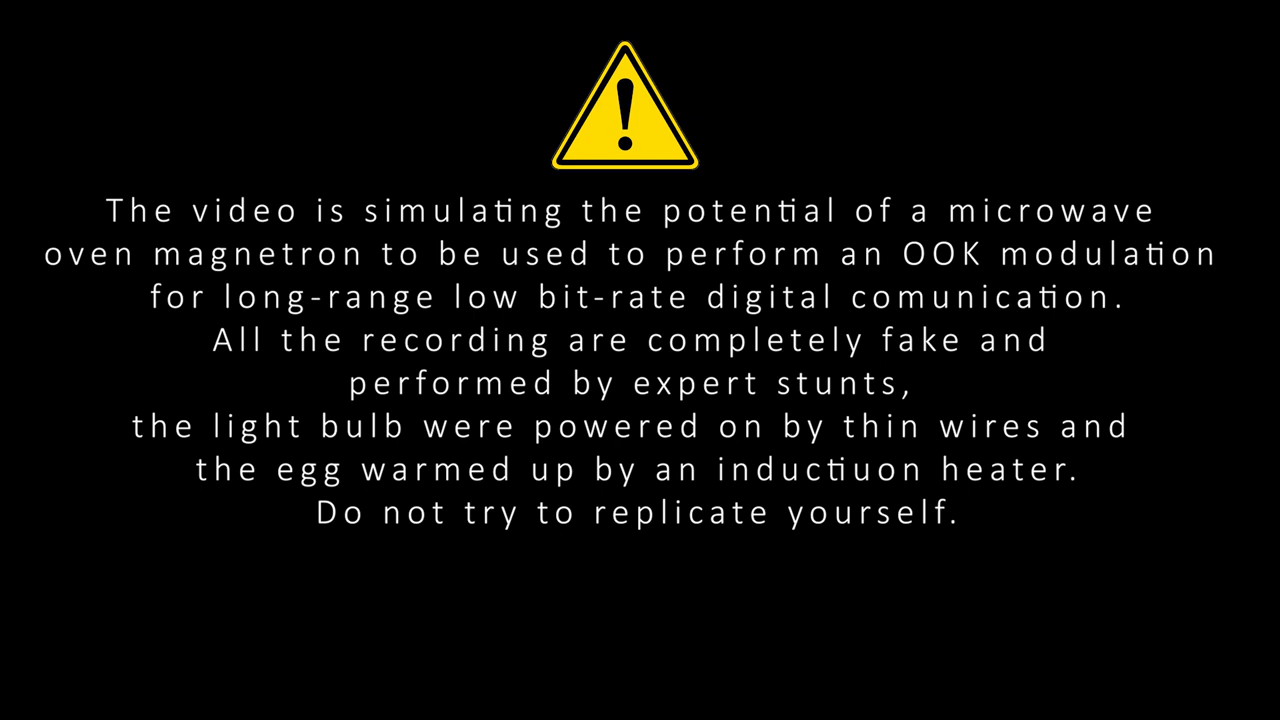 The video is simulating the potential of a microwave
oven magnetron to be used to perform an OOK modulation
for long-range low bit-rate digital comunication.
All the recording are completely fake and
performed by expert stunts,
the light bulb were powered on by thin wires and
the egg warmed up by an inductiuon heater.
Do not try to replicate yourself.